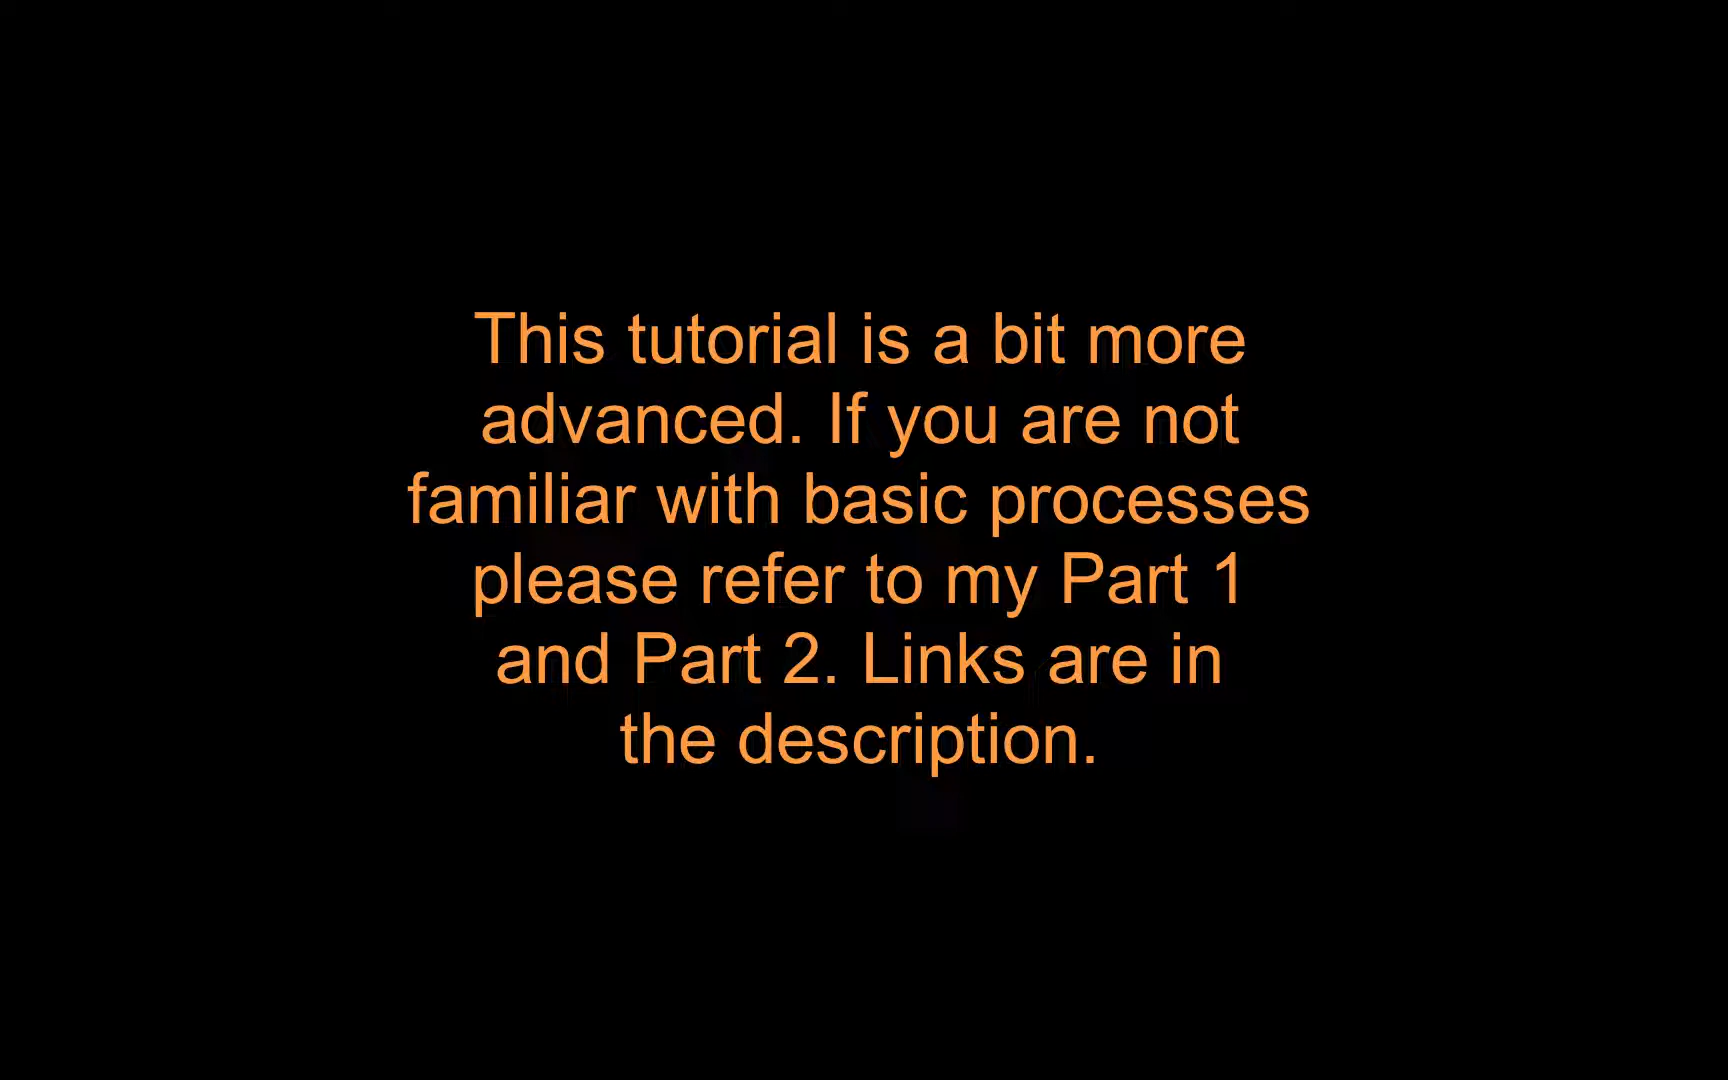 This tutorial is a bit more
advanced. If you are not
familiar with basic processes
please refer to my Part 1
and Part 2. Links are in
the description.